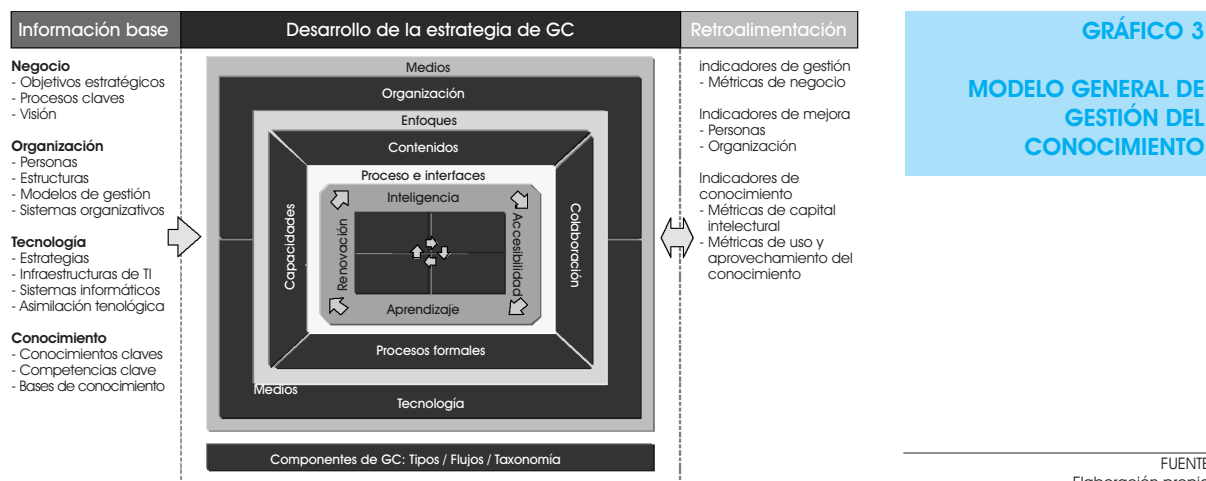 Información base
Negocio
- Objetivos estratégicos
- Procesos claves
- Visión
Organización
- Personas
- Estructuras
- Modelos de gestión
- Sistemas organizativos
Tecnología
- Estrategias
- Infraestructuras de TI
- Sistemas informáticos
- Asimilación tenológica
Conocimiento
- Conocimientos claves
- Competencias clave
- Bases de conocimiento
Desarrollo de la estrategia de GC
Medios
Organización
Enfoques
Contenidos
Proceso e interfaces
Inteligencia
Capacidades
Renovación
Accesibilidad
Colaboración
Aprendizaje
Procesos formales
Medios
Tecnología
Componentes de GC: Tipos / Flujos / Taxonomía
Retroalimentación
indicadores de gestión
- Métricas de negocio
Indicadores de mejora
- Personas
- Organización
Indicadores de
conocimiento
- Métricas de capital
intelectural
- Métricas de uso y
aprovechamiento del
conocimiento
GRÁFICO 3
MODELO GENERAL DE
GESTIÓN DEL
CONOCIMIENTO
FUENTE
Elaboración propia